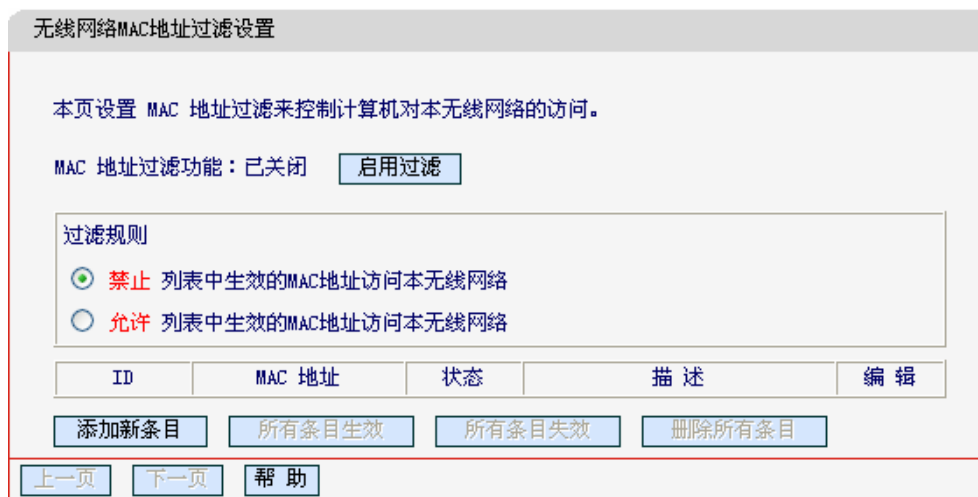 无线网络MAC地址过滤设置
本页设置 MAC 地址过滤来控制计算机对本无线网络的访问。
MAC 地址过滤功能：已关闭 启用过滤
过滤规则
禁止 列表中生效的MAC地址访问本无线网络
允许 列表中生效的MAC地址访问本无线网络
ID MAC 地址 状态 描 述 编 辑
添加新条目 所有条目生效 所有条目失效 删除所有条目
上一页 下一页 帮 助